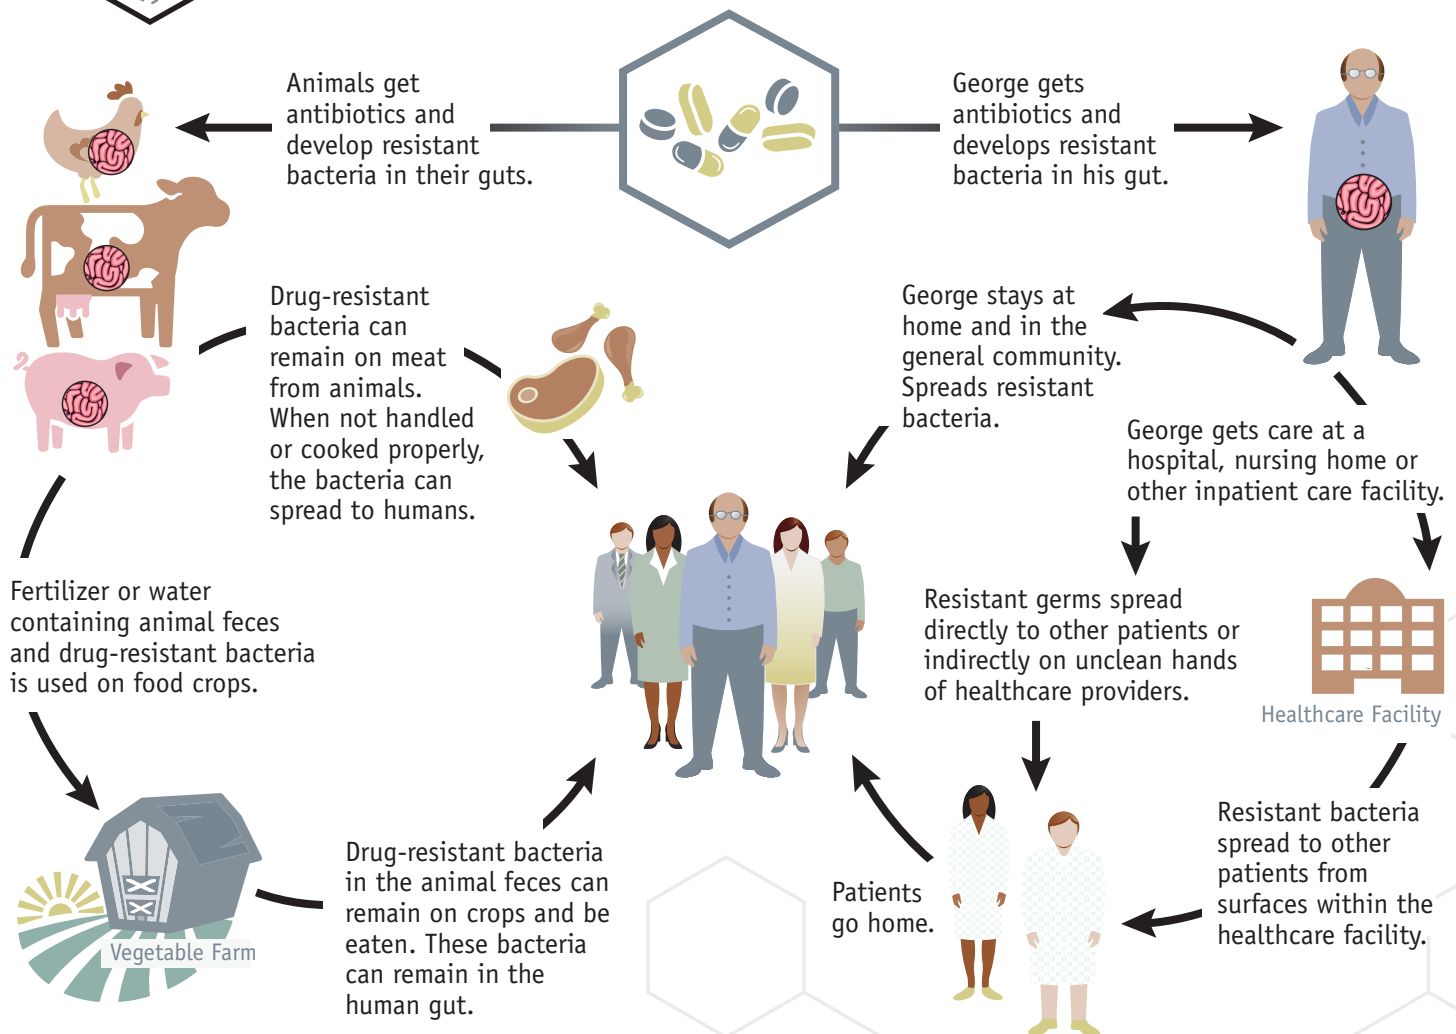 Animals get
antibiotics and
develop resistant
bacteria in their guts.
George gets
antibiotics and
develops resistant
bacteria in his gut.
Drug-resistant
bacteria can
remain on meat
from animals.
When not handled
or cooked properly,
the bacteria can
spread to humans.
George stays at
home and in the
general community.
Spreads resistant
bacteria.
George gets care at a
hospital, nursing home or
other inpatient care facility.
Fertilizer or water
containing animal feces
and drug-resistant bacteria
is used on food crops.
Resistant germs spread
directly to other patients or
indirectly on unclean hands
of healthcare providers.
Healthcare Facility
Vegetable Farm
Drug-resistant bacteria
in the animal feces can
remain on crops and be
eaten. These bacteria
can remain in the
human gut.
Patients
go home.
Resistant bacteria
spread to other
patients from
surfaces within the
healthcare facility.